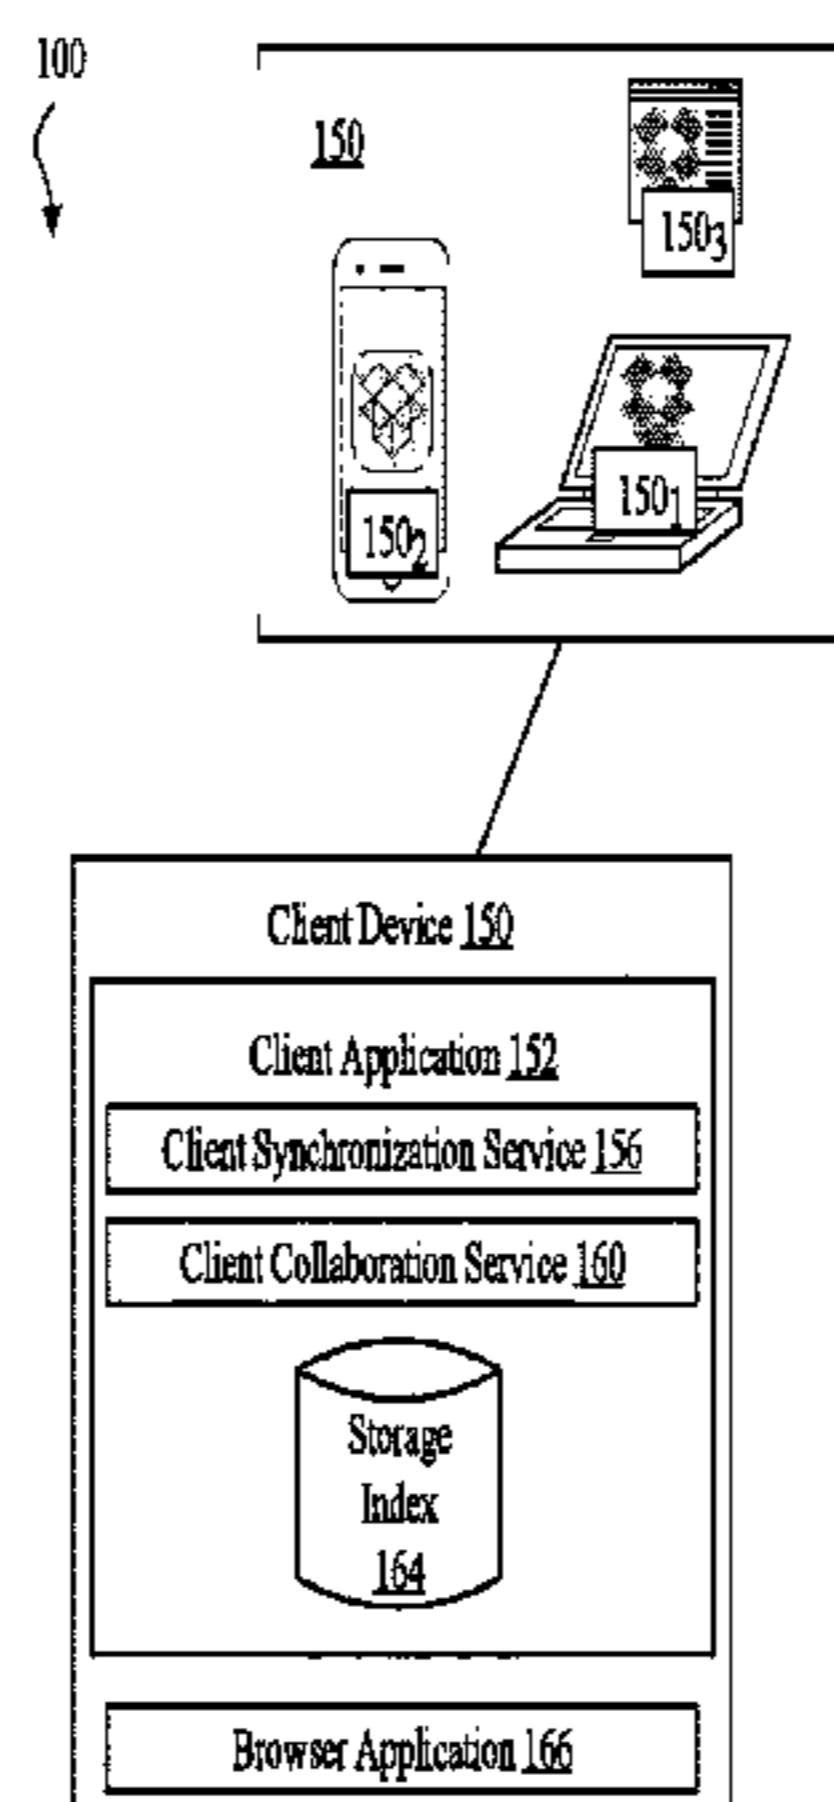 100
150
150₃
150₂
150₁
Client Device 150
Client Application 152
Client Synchronization Service 156
Client Collaboration Service 160
Storage
Index
164
Browser Application 166